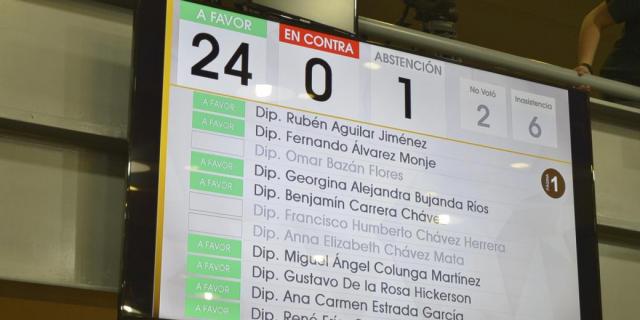 A FAVOR
24
EN CONTRA
0
ABSTENCIÓN
1
No Votó
2
Inasistencia
6
A FAVOR Dip. Rubén Aguilar Jiménez
A FAVOR Dip. Fernando Álvarez Monje
Dip. Omar Bazán Flores
A FAVOR Dip. Georgina Alejandra Bujanda Ríos
A FAVOR Dip. Benjamín Carrera Chávez
Dip. Francisco Humberto Chávez Herrera
Dip. Anna Elizabeth Chávez Mata
A FAVOR Dip. Miguel Ángel Colunga Martínez
A FAVOR Dip. Gustavo De la Rosa Hickerson
A FAVOR Dip. Ana Carmen Estrada García
Dip. René
1